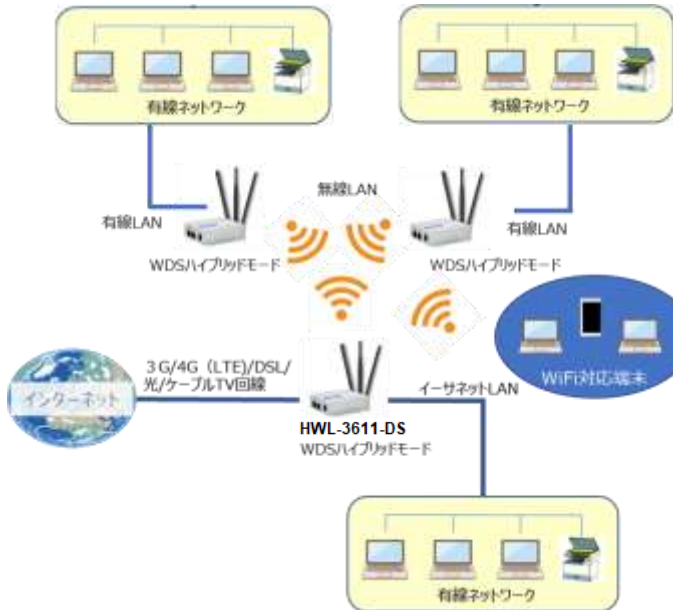 有線ネットワーク
有線ネットワーク
無線LAN
有線LAN
有線LAN
WDSハイブリッドモード
WDSハイブリッドモード
3G/4G (LTE)/DSL/
光/ケーブルTV回線
イーサネットLAN
WiFi対応端末
インターネット
HWL-3611-DS
WDSハイブリッドモード
有線ネットワーク